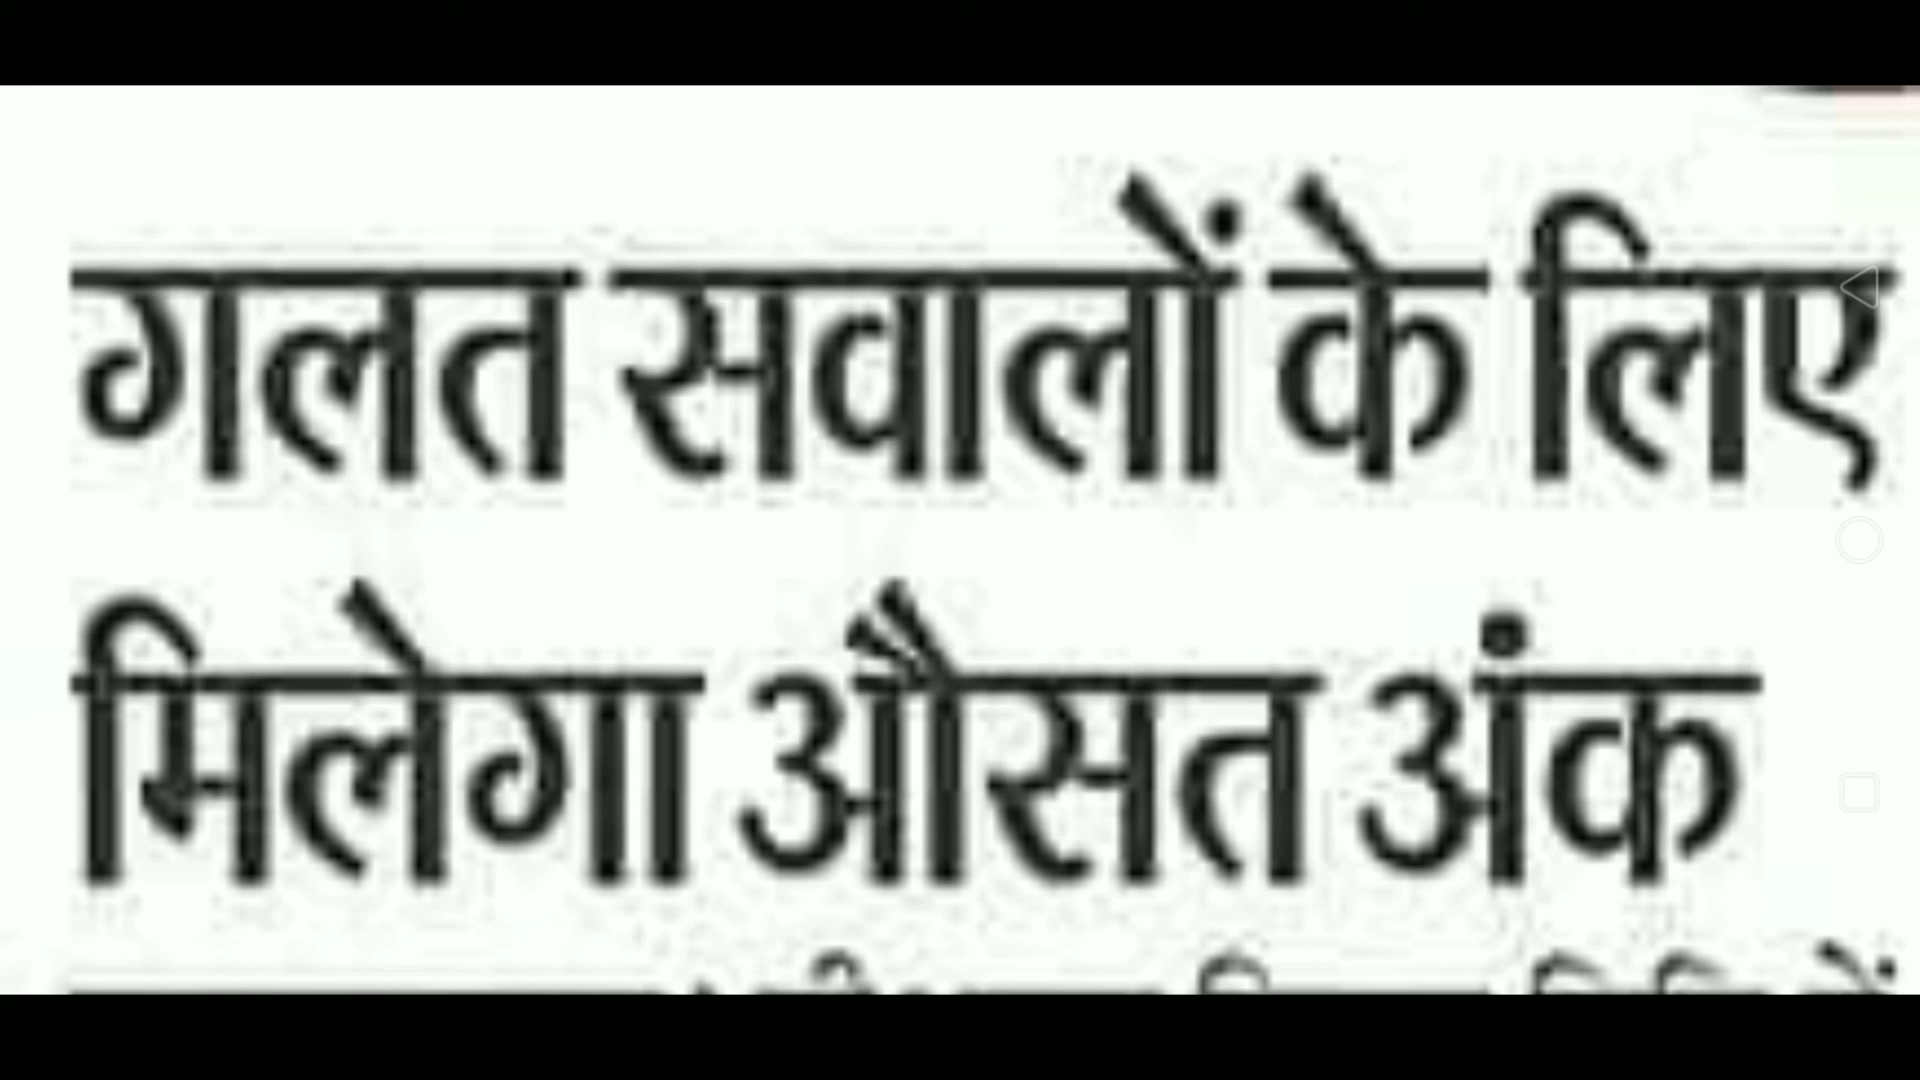 गलत सवालों के लिए
मिलेगा औसत अंक